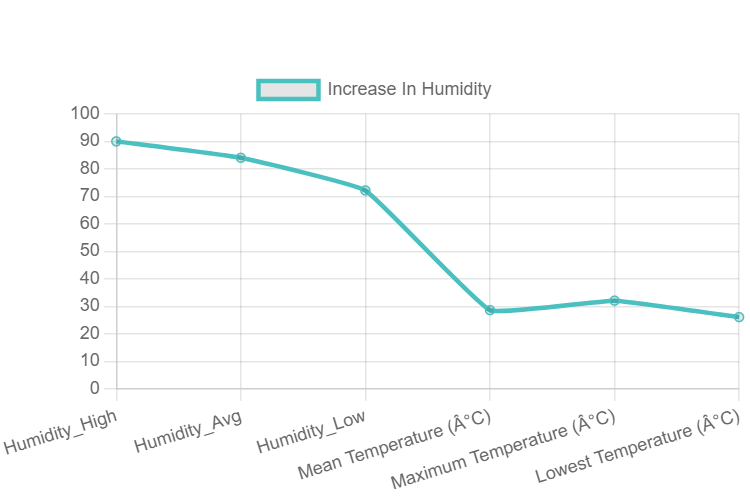 Increase In Humidity
100
90
80
70
60
50
40
30
20
10
0
Humidity_High
Humidity_Avg
Humidity_Low
Mean Temperature (Â°C)
Maximum Temperature (Â°C)
Lowest Temperature (Â°C)